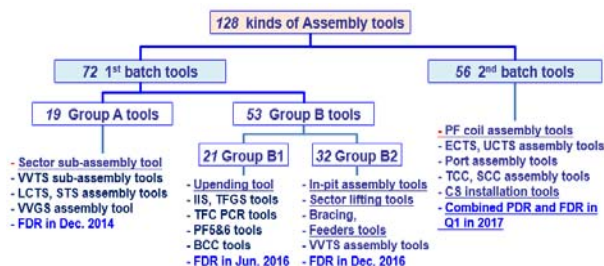 128 kinds of Assembly tools
72 1st batch tools
56 2nd batch tools
19 Group A tools
53 Group B tools
- Sector sub-assembly tool
- VVTS sub-assembly tools
- LCTS, STS assembly tools
- VVGS assembly tool
- FDR in Dec. 2014
21 Group B1
- Upending tool
- IIS, TFGS tools
- TFC PCR tools
- PF5&6 tools
- BCC tools
- FDR in Jun. 2016
32 Group B2
- In-pit assembly tools
- Sector lifting tools
- Bracing,
- Feeders tools
- VVTS assembly tools
- FDR in Dec. 2016
- PF coil assembly tools
- ECTS, UCTS assembly tools
- Port assembly tools
- TCC, SCC assembly tools
- CS installation tools
- Combined PDR and FDR in
Q1 in 2017